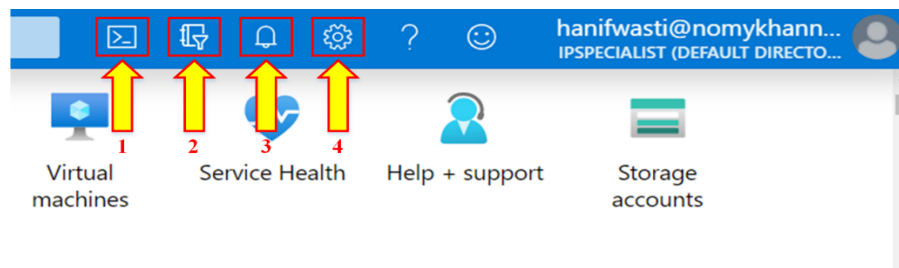 hanifwasti@nomykhann...
IPSPECIALIST (DEFAULT DIRECTO...
1 2 3 4
Virtual
machines
Service Health
Help + support
Storage
accounts